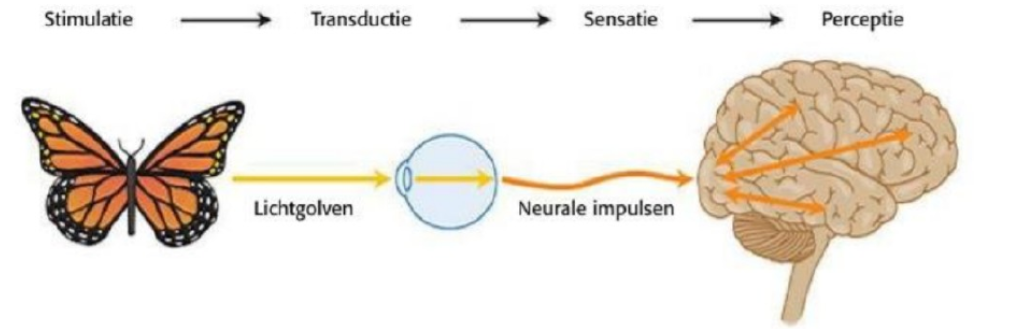 Stimulatie Transductie Sensatie Perceptie
Lichtgolven Neurale impulsen